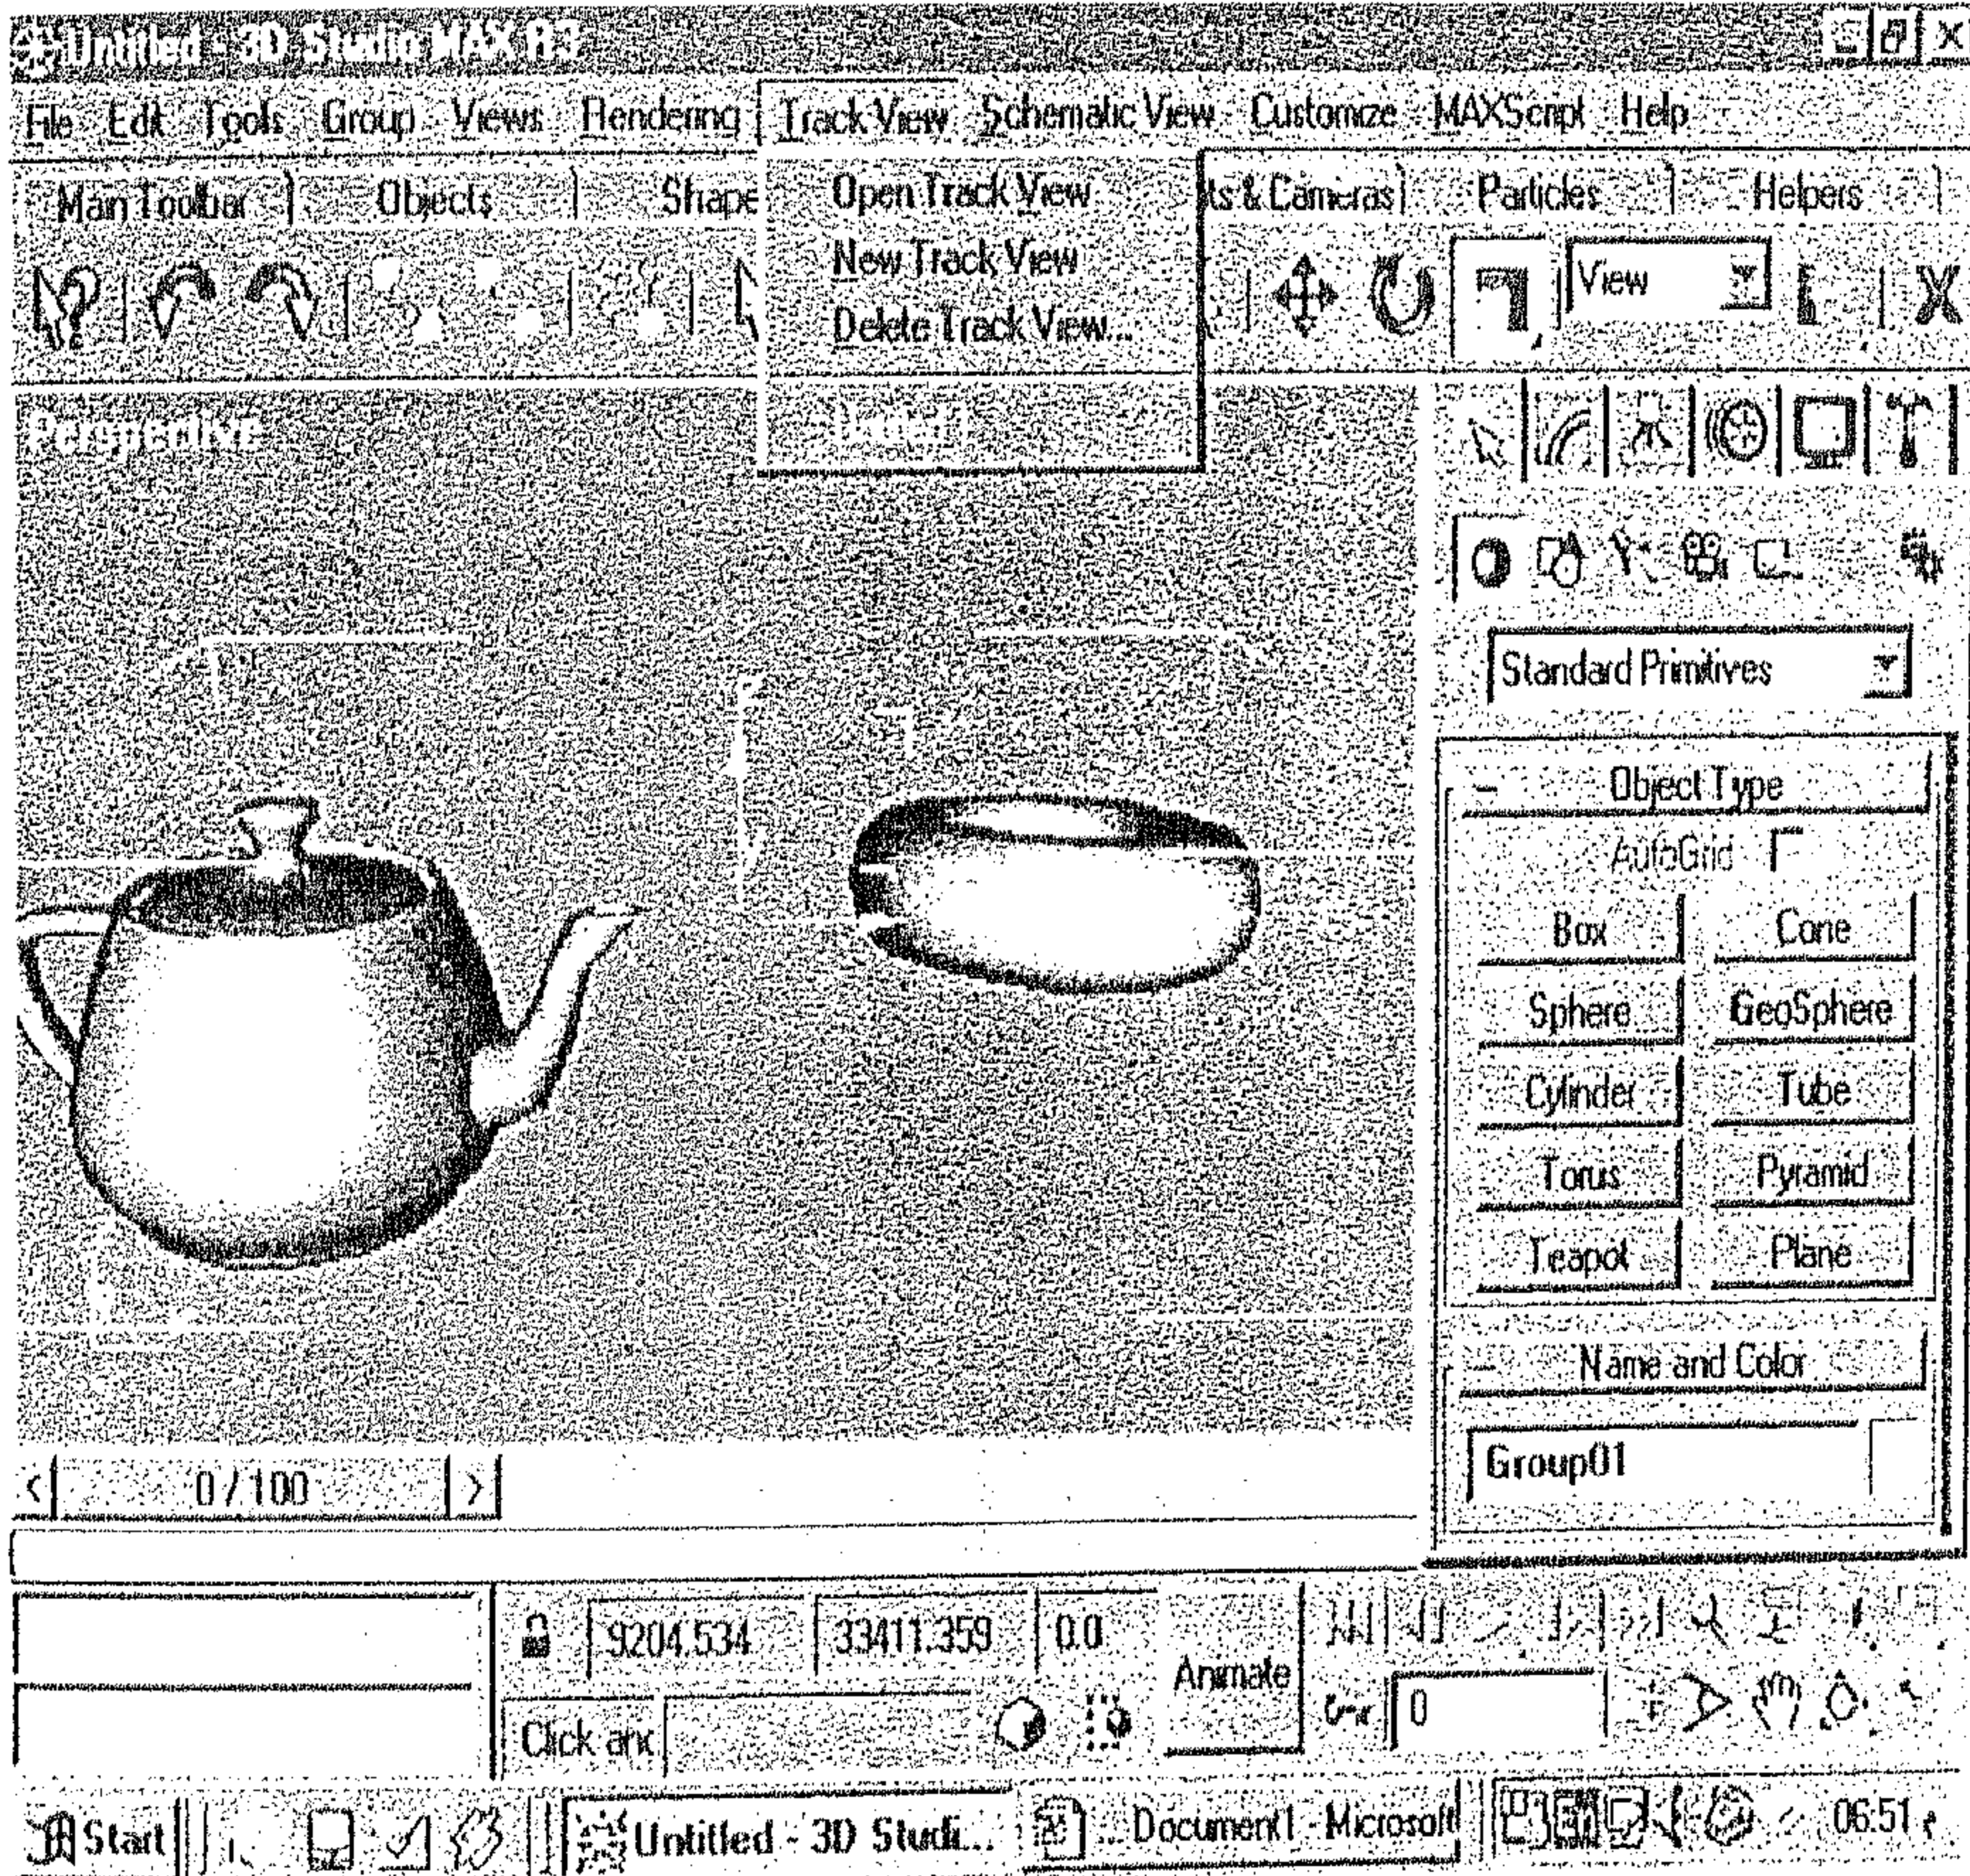 Untitled - 3D Studio MAX R3
File Edit Tools Group Views Rendering Track View Schematic View Customize MAXScript Help
Main Toolbar Objects Shape ts & Cameras Particles Helpers
Open Track View
New Track View
Delete Track View...
View
Perspective
Standard Primitives
Object Type
AutoGrid
Box Cone
Sphere GeoSphere
Cylinder Tube
Torus Pyramid
Teapot Plane
Name and Color
Group01
< 0 / 100 >
9204.534 33411.359 0.0
Animate
0
Click and
Start Untitled - 3D Studi... Document1 - Microsoft 06:51 م